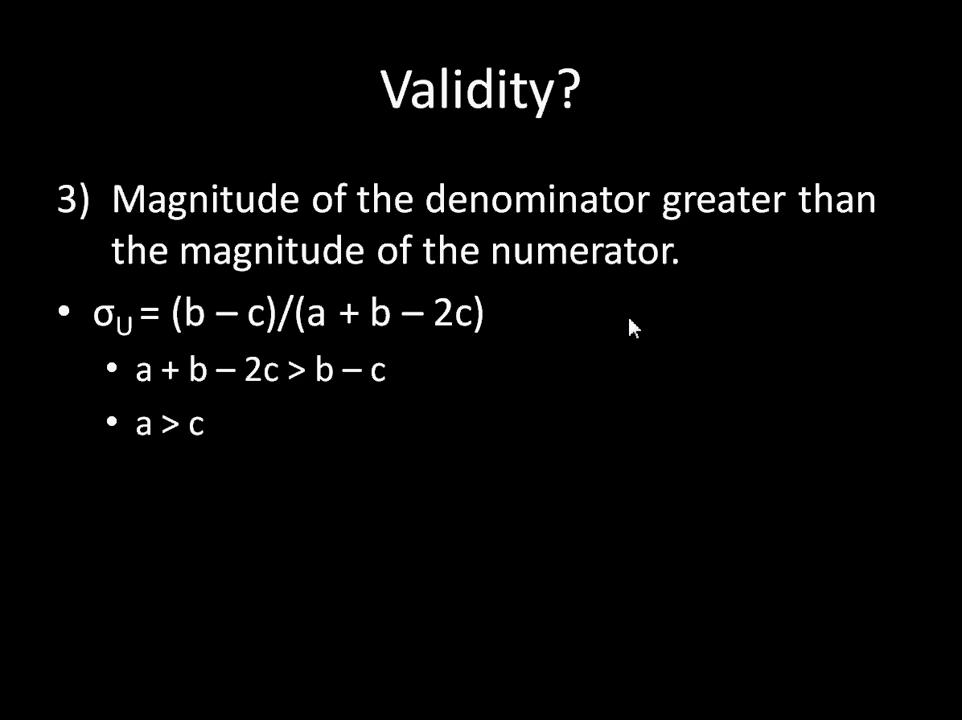 Validity?
3) Magnitude of the denominator greater than
the magnitude of the numerator.
• σU = (b – c)/(a + b – 2c)
• a + b – 2c > b – c
• a > c